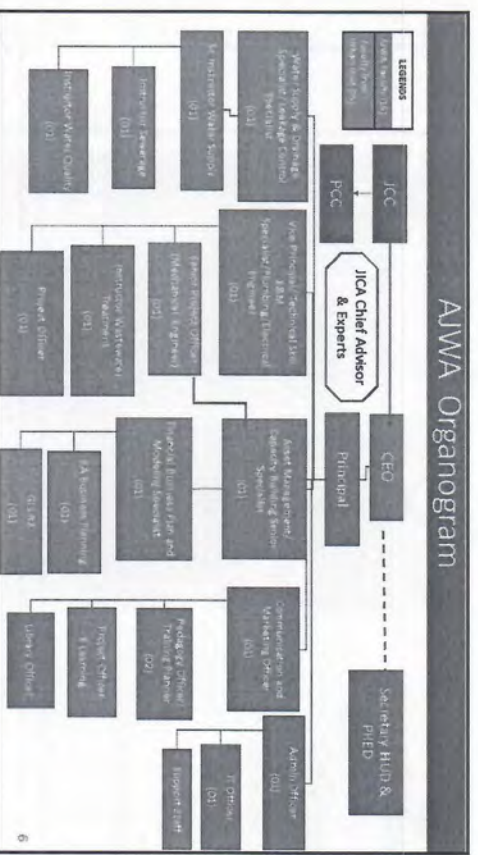 AJWA Organogram
LEGENDS
JCC
PCC
JICA Chief Advisor
& Experts
CEO
Principal
Secretary HUD &
PHED
Water Supply & Drainage
Specialist Leakage Control
Specialist
(01)
Sr. Instructor Water Supply
(01)
Instructor Sewerage
(01)
Instructor Water Quality
(01)
Vice Principal/ Technical
Specialist/Plumbing/Electrical
Engineer
(01)
Senior Project Officer
(Mechanical Engineer)
(01)
Instructor Wastewater
Treatment
(01)
Project Officer
(01)
Asset Management/
Capacity Building Senior
Specialist
(01)
Financial Business Plan and
Modeling Specialist
(01)
RA Business Planning
(01)
(01)
Communication and
Marketing Officer
(01)
Pedagogy Officer/
Training Planner
(02)
Project Officer
E Learning
Library Officer
Admin Officer
(01)
IT Officer
(01)
Support Staff
6